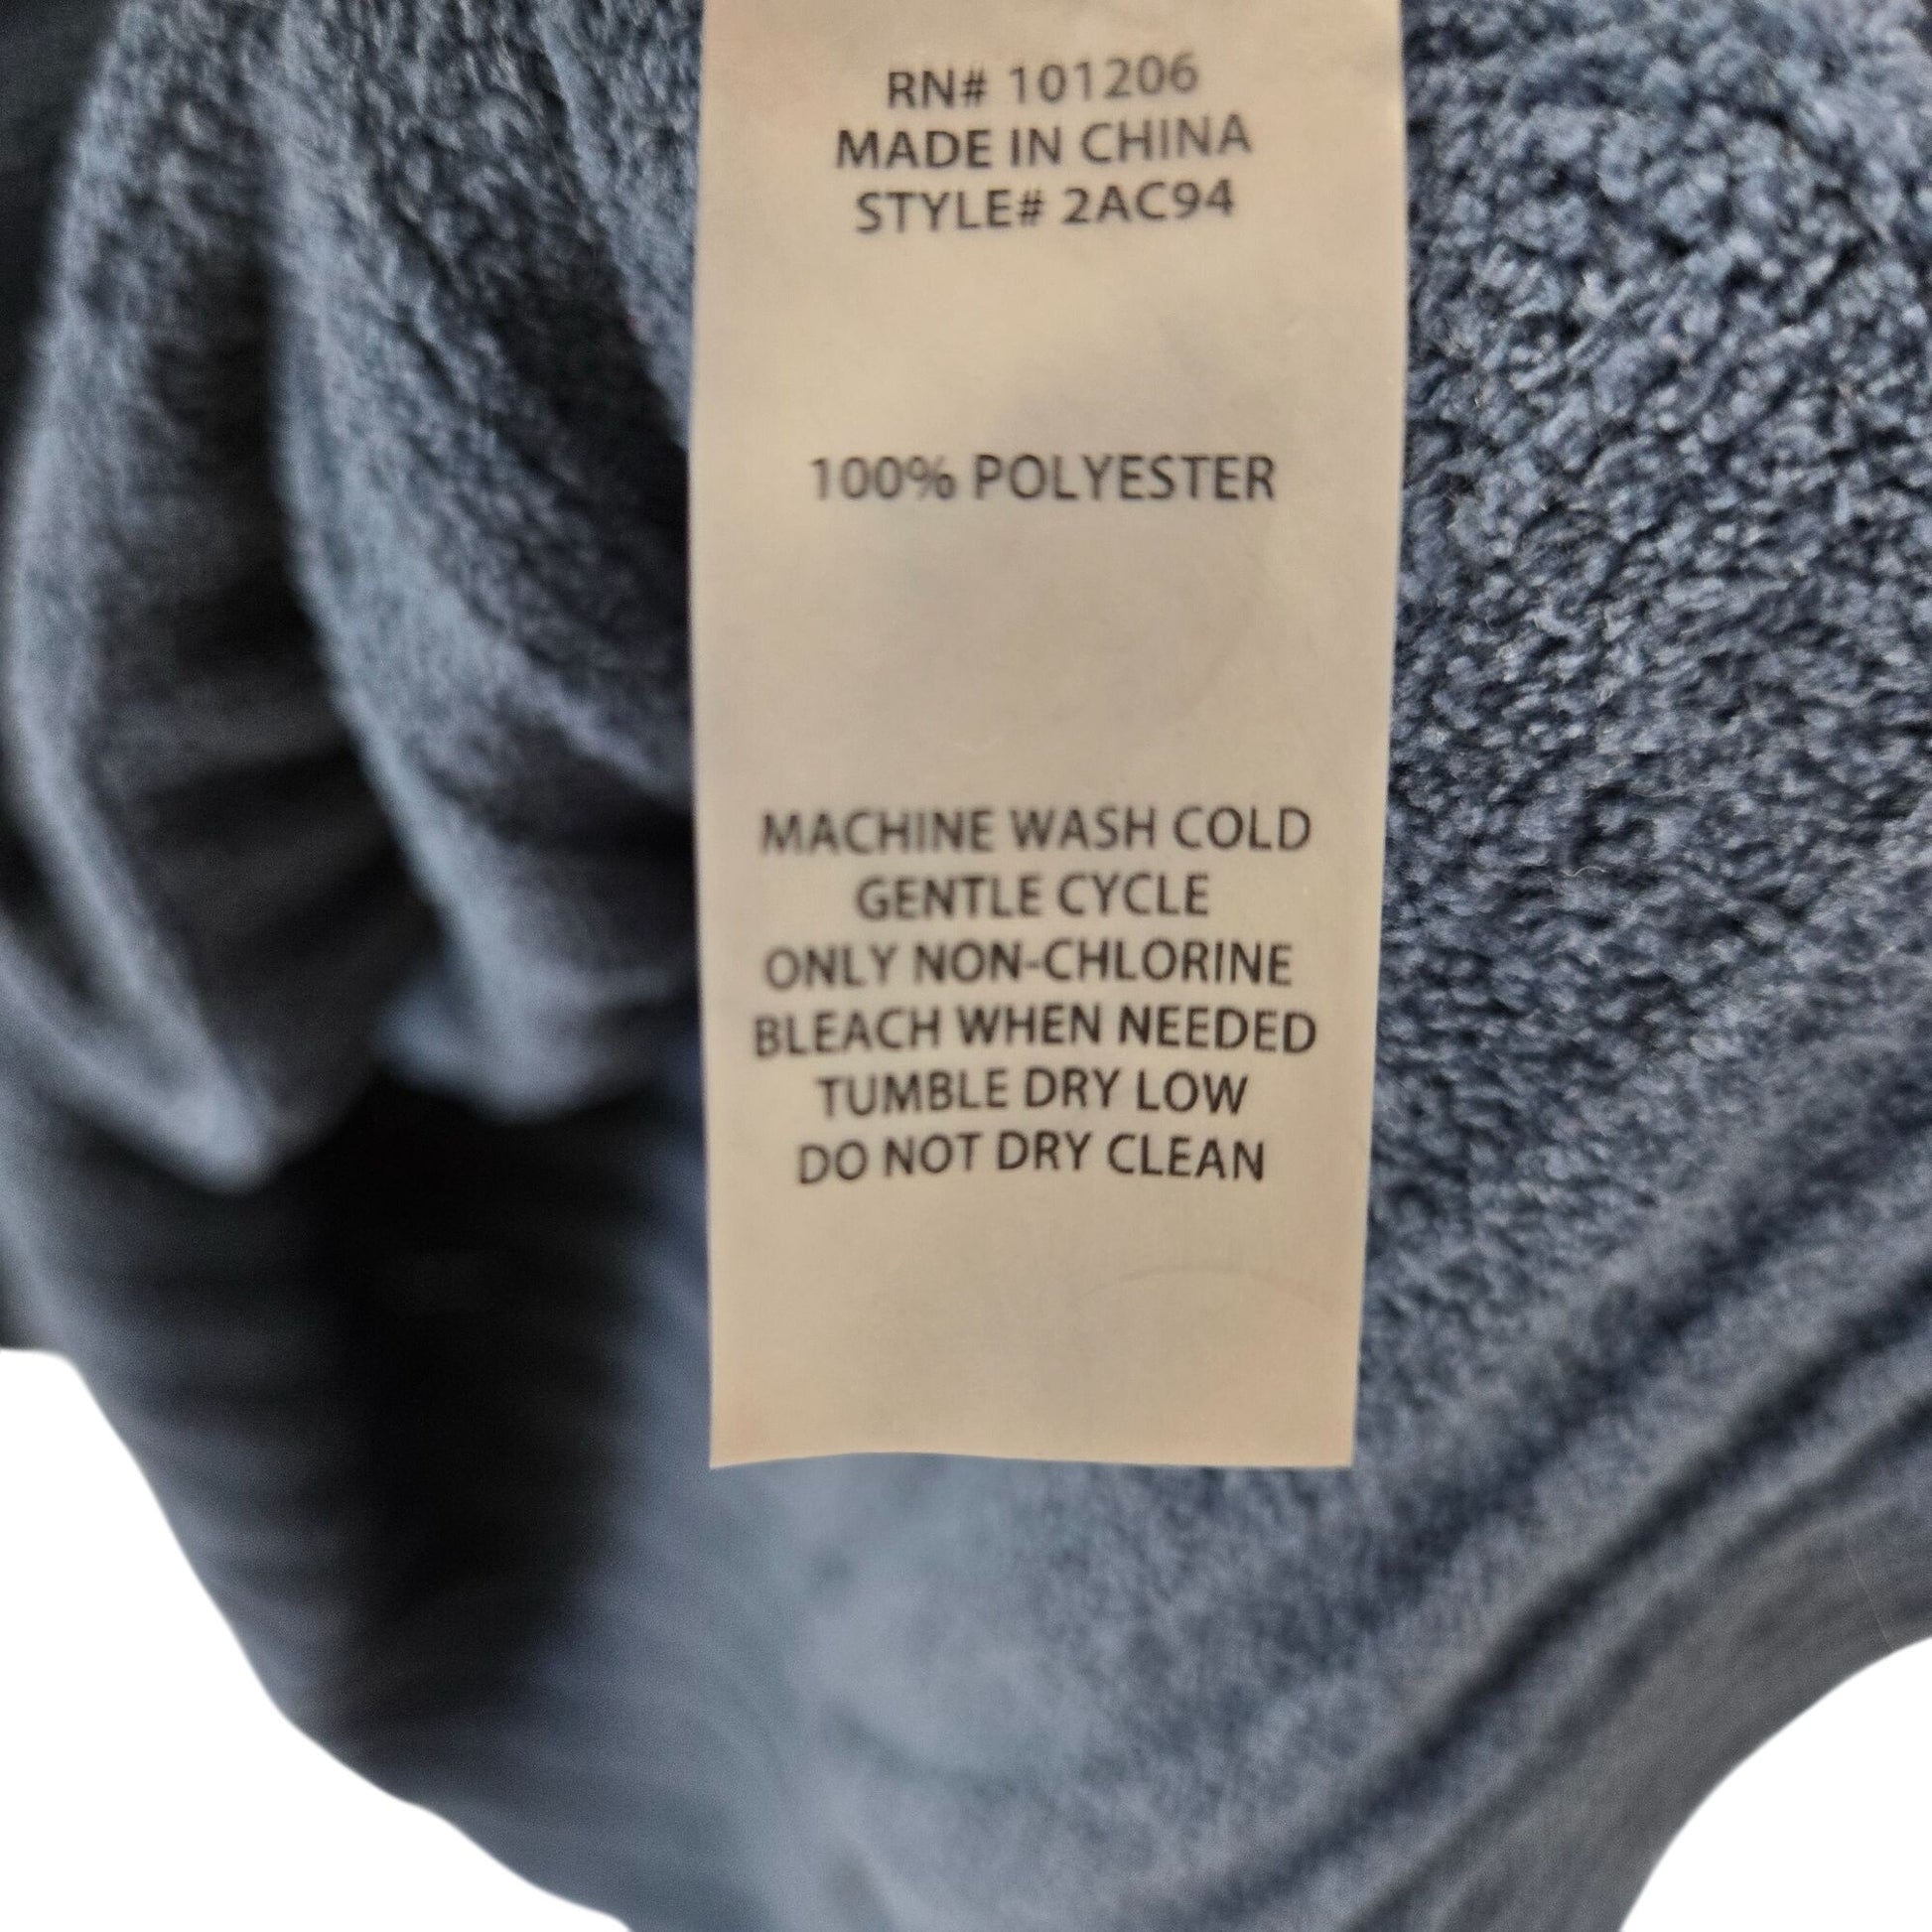 RN# 101206
MADE IN CHINA
STYLE# 2AC94
100% POLYESTER
MACHINE WASH COLD
GENTLE CYCLE
ONLY NON-CHLORINE
BLEACH WHEN NEEDED
TUMBLE DRY LOW
DO NOT DRY CLEAN